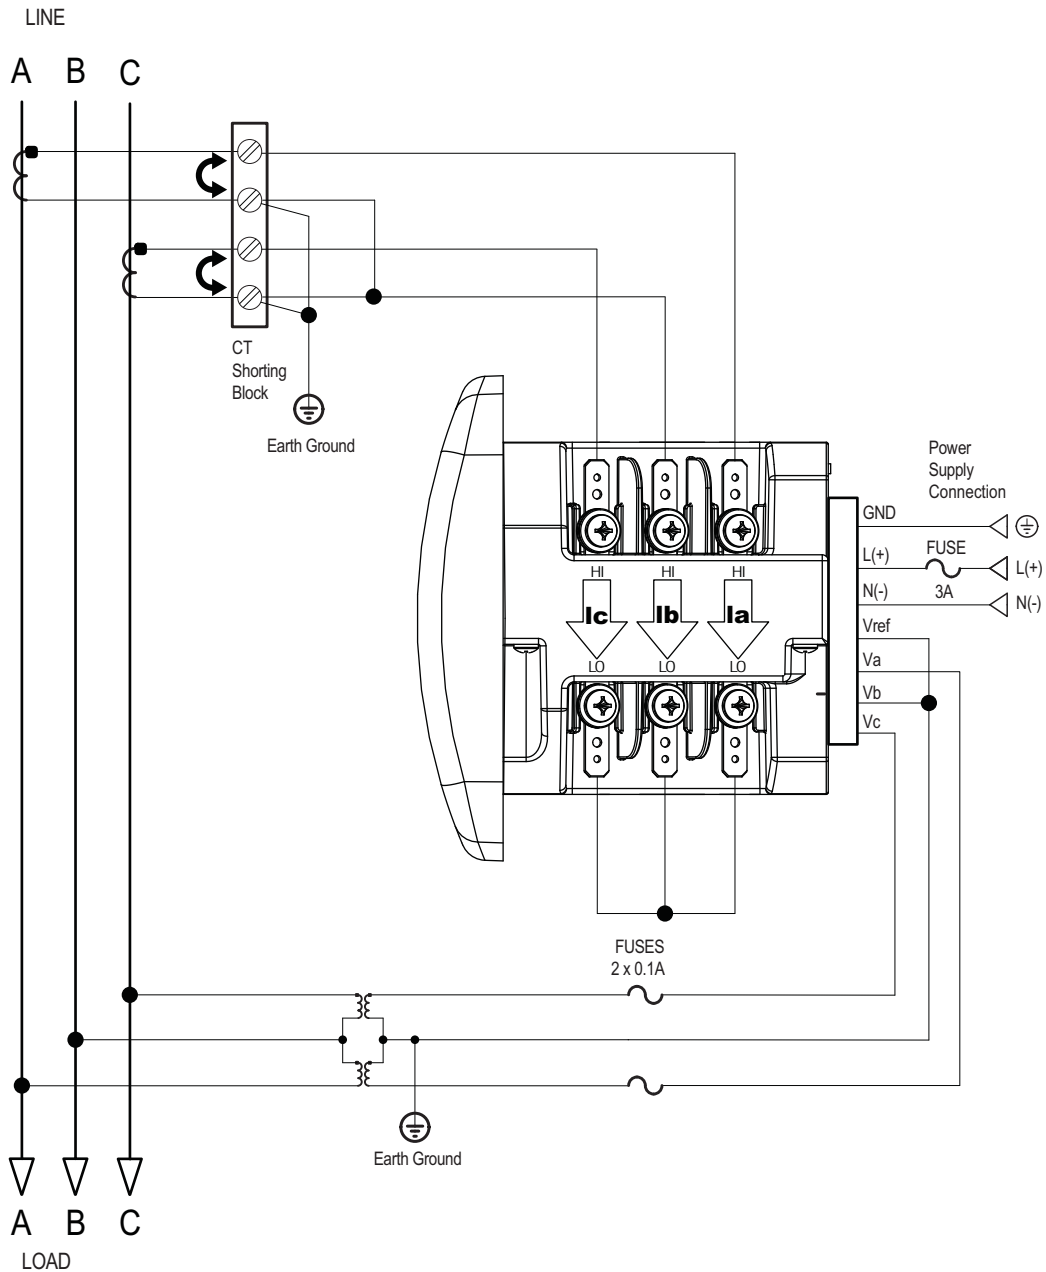 LINE
A B C
CT
Shorting
Block
Earth Ground
Power
Supply
Connection
GND
L(+)
FUSE
L(+)
N(-)
3A
N(-)
Vref
Va
Vb
Vc
HI HI HI
Ic Ib Ia
LO LO LO
FUSES
2 x 0.1A
Earth Ground
A B C
LOAD